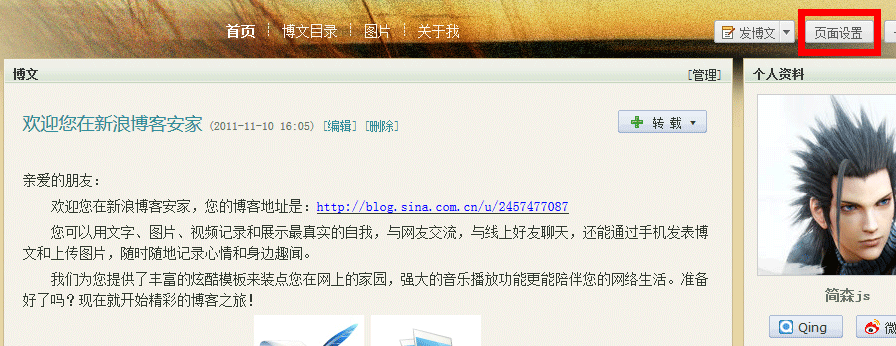 首页 博文目录 图片 关于我
发博文 页面设置
博文 [管理] 个人资料
欢迎您在新浪博客安家 (2011-11-10 16:05) [编辑] [删除]
转 载
亲爱的朋友：
欢迎您在新浪博客安家，您的博客地址是：http://blog.sina.com.cn/u/2457477087
您可以用文字、图片、视频记录和展示最真实的自我，与网友交流，与线上好友聊天，还能通过手机发表博
文和上传图片，随时随地记录心情和身边趣闻。
我们为您提供了丰富的炫酷模板来装点您在网上的家园，强大的音乐播放功能更能陪伴您的网络生活。准备
好了吗？现在就开始精彩的博客之旅！
简森js
Qing 微